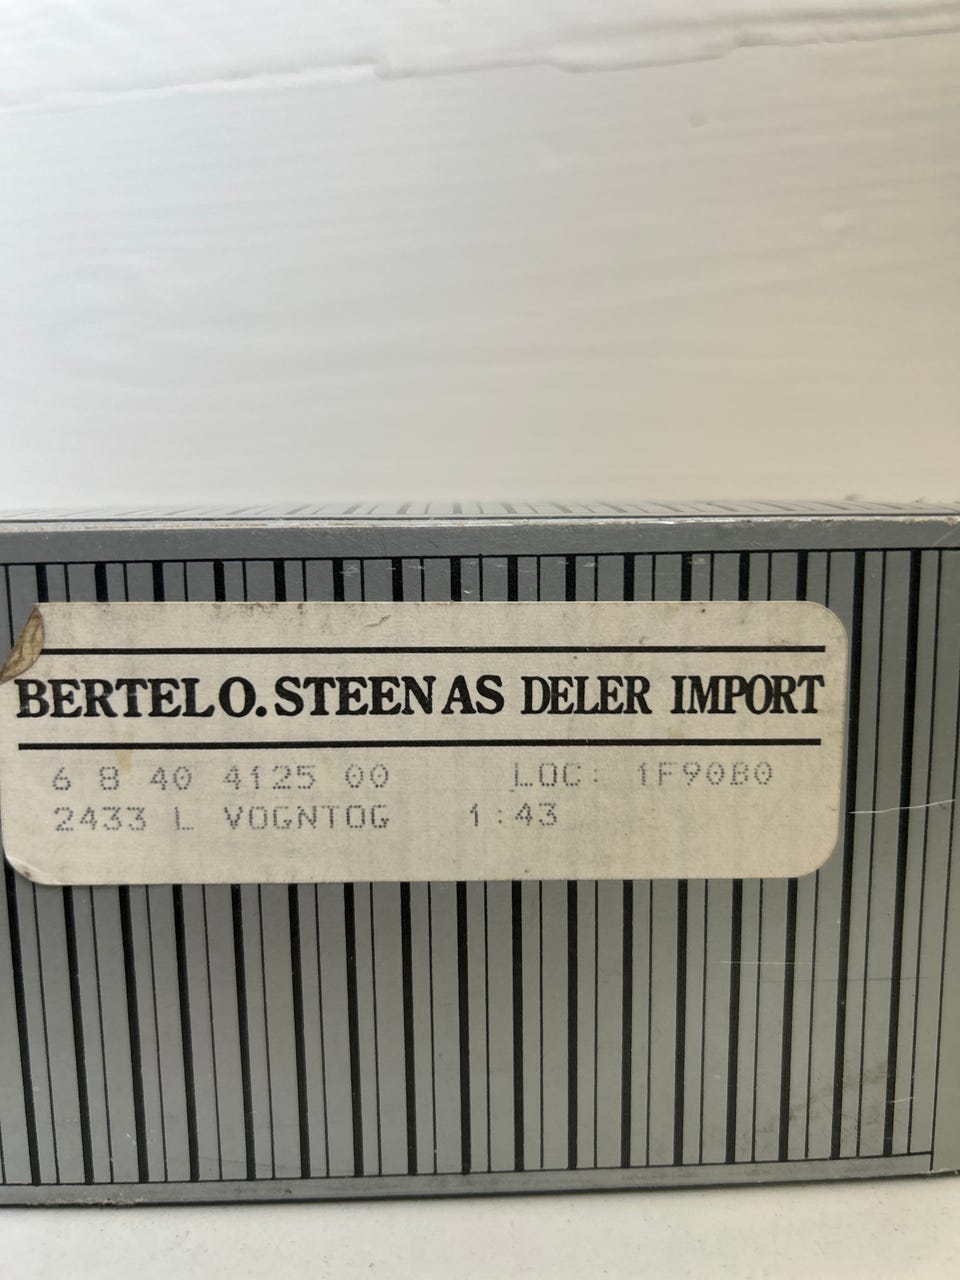 BERTEL O. STEEN AS DELER IMPORT
6 8 40 4125 00 LOC: 1F90B0
2433 L VOGNTOG 1:43